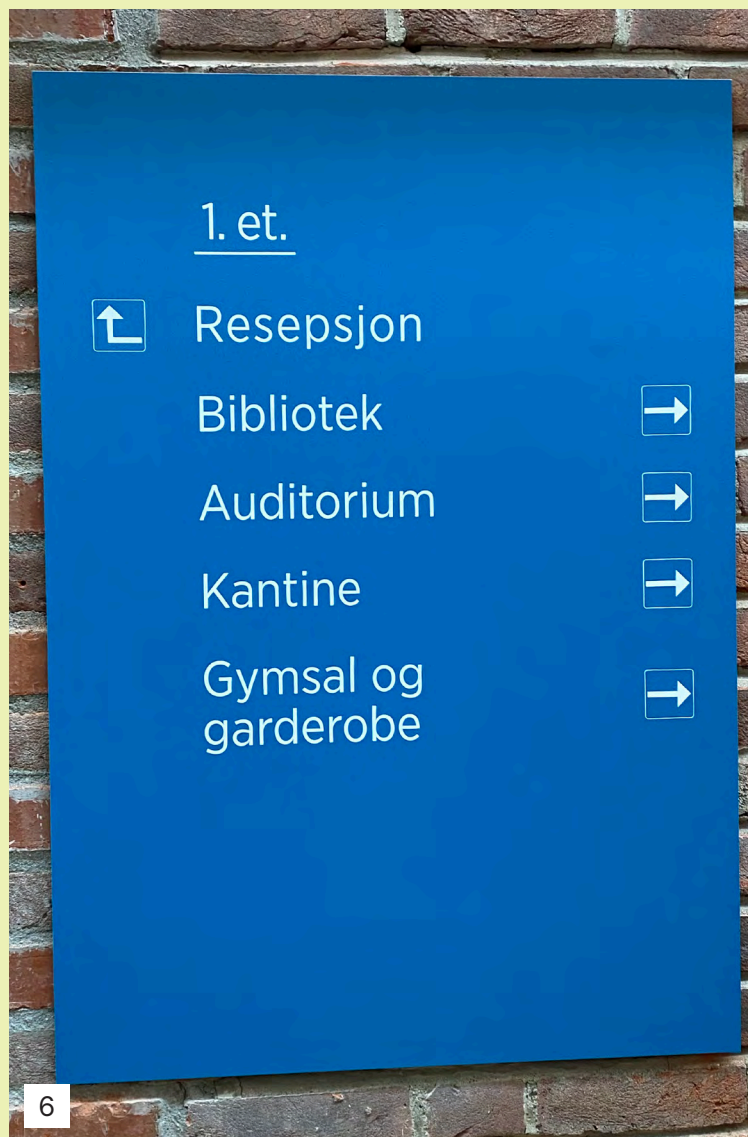 1. et.
Resepsjon
Bibliotek
Auditorium
Kantine
Gymsal og
garderobe
6